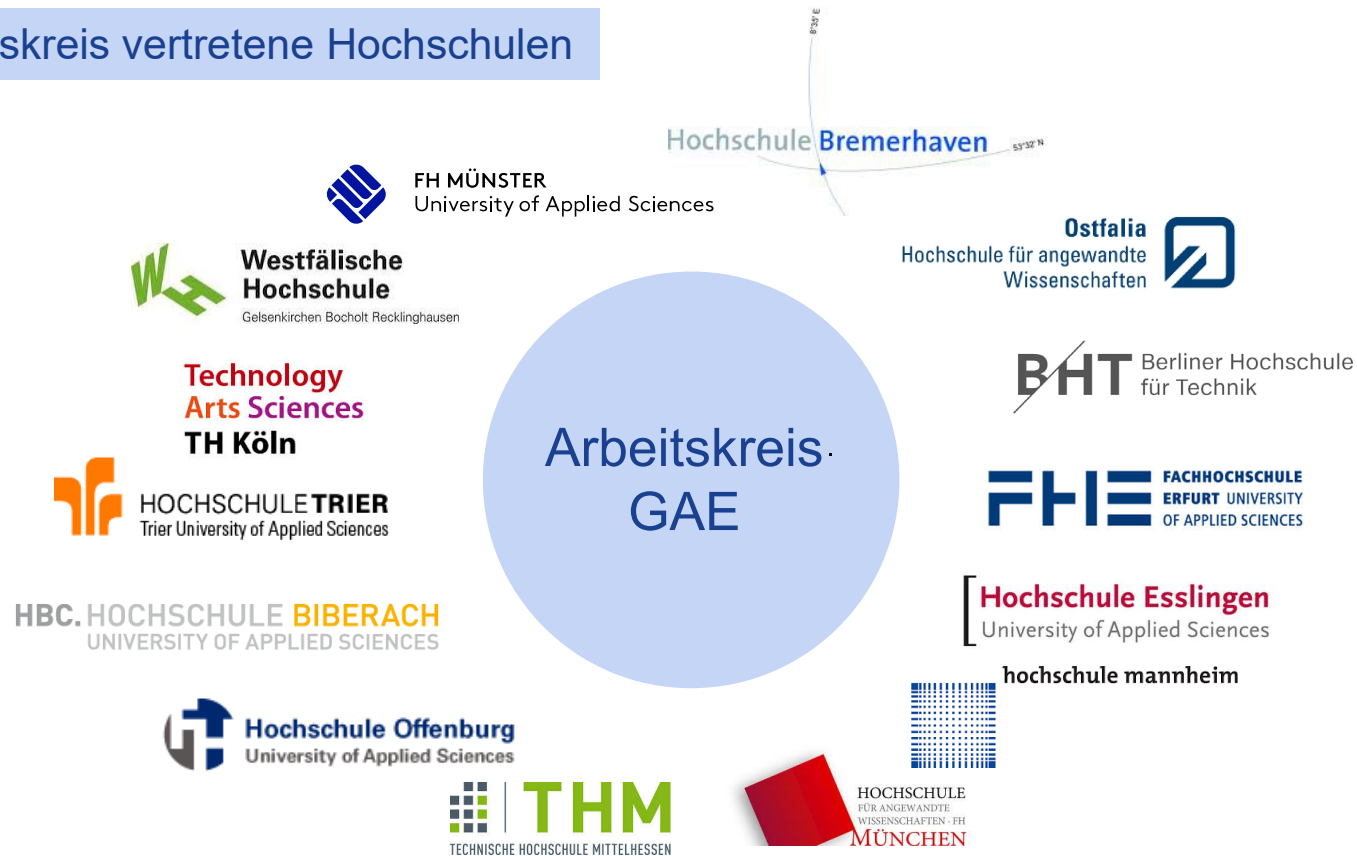 skreis vertretene Hochschulen
8°35' E
Hochschule Bremerhaven
53°32' N
FH MÜNSTER
University of Applied Sciences
Ostfalia
Hochschule für angewandte
Wissenschaften
WH
Westfälische
Hochschule
Gelsenkirchen Bocholt Recklinghausen
BHT
Berliner Hochschule
für Technik
Technology
Arts Sciences
TH Köln
Arbeitskreis
GAE
HOCHSCHULE TRIER
Trier University of Applied Sciences
FHE
FACHHOCHSCHULE
ERFURT UNIVERSITY
OF APPLIED SCIENCES
HBC. HOCHSCHULE BIBERACH
UNIVERSITY OF APPLIED SCIENCES
Hochschule Esslingen
University of Applied Sciences
hochschule mannheim
Hochschule Offenburg
University of Applied Sciences
THM
TECHNISCHE HOCHSCHULE MITTELHESSEN
HOCHSCHULE
FÜR ANGEWANDTE
WISSENSCHAFTEN - FH
MÜNCHEN